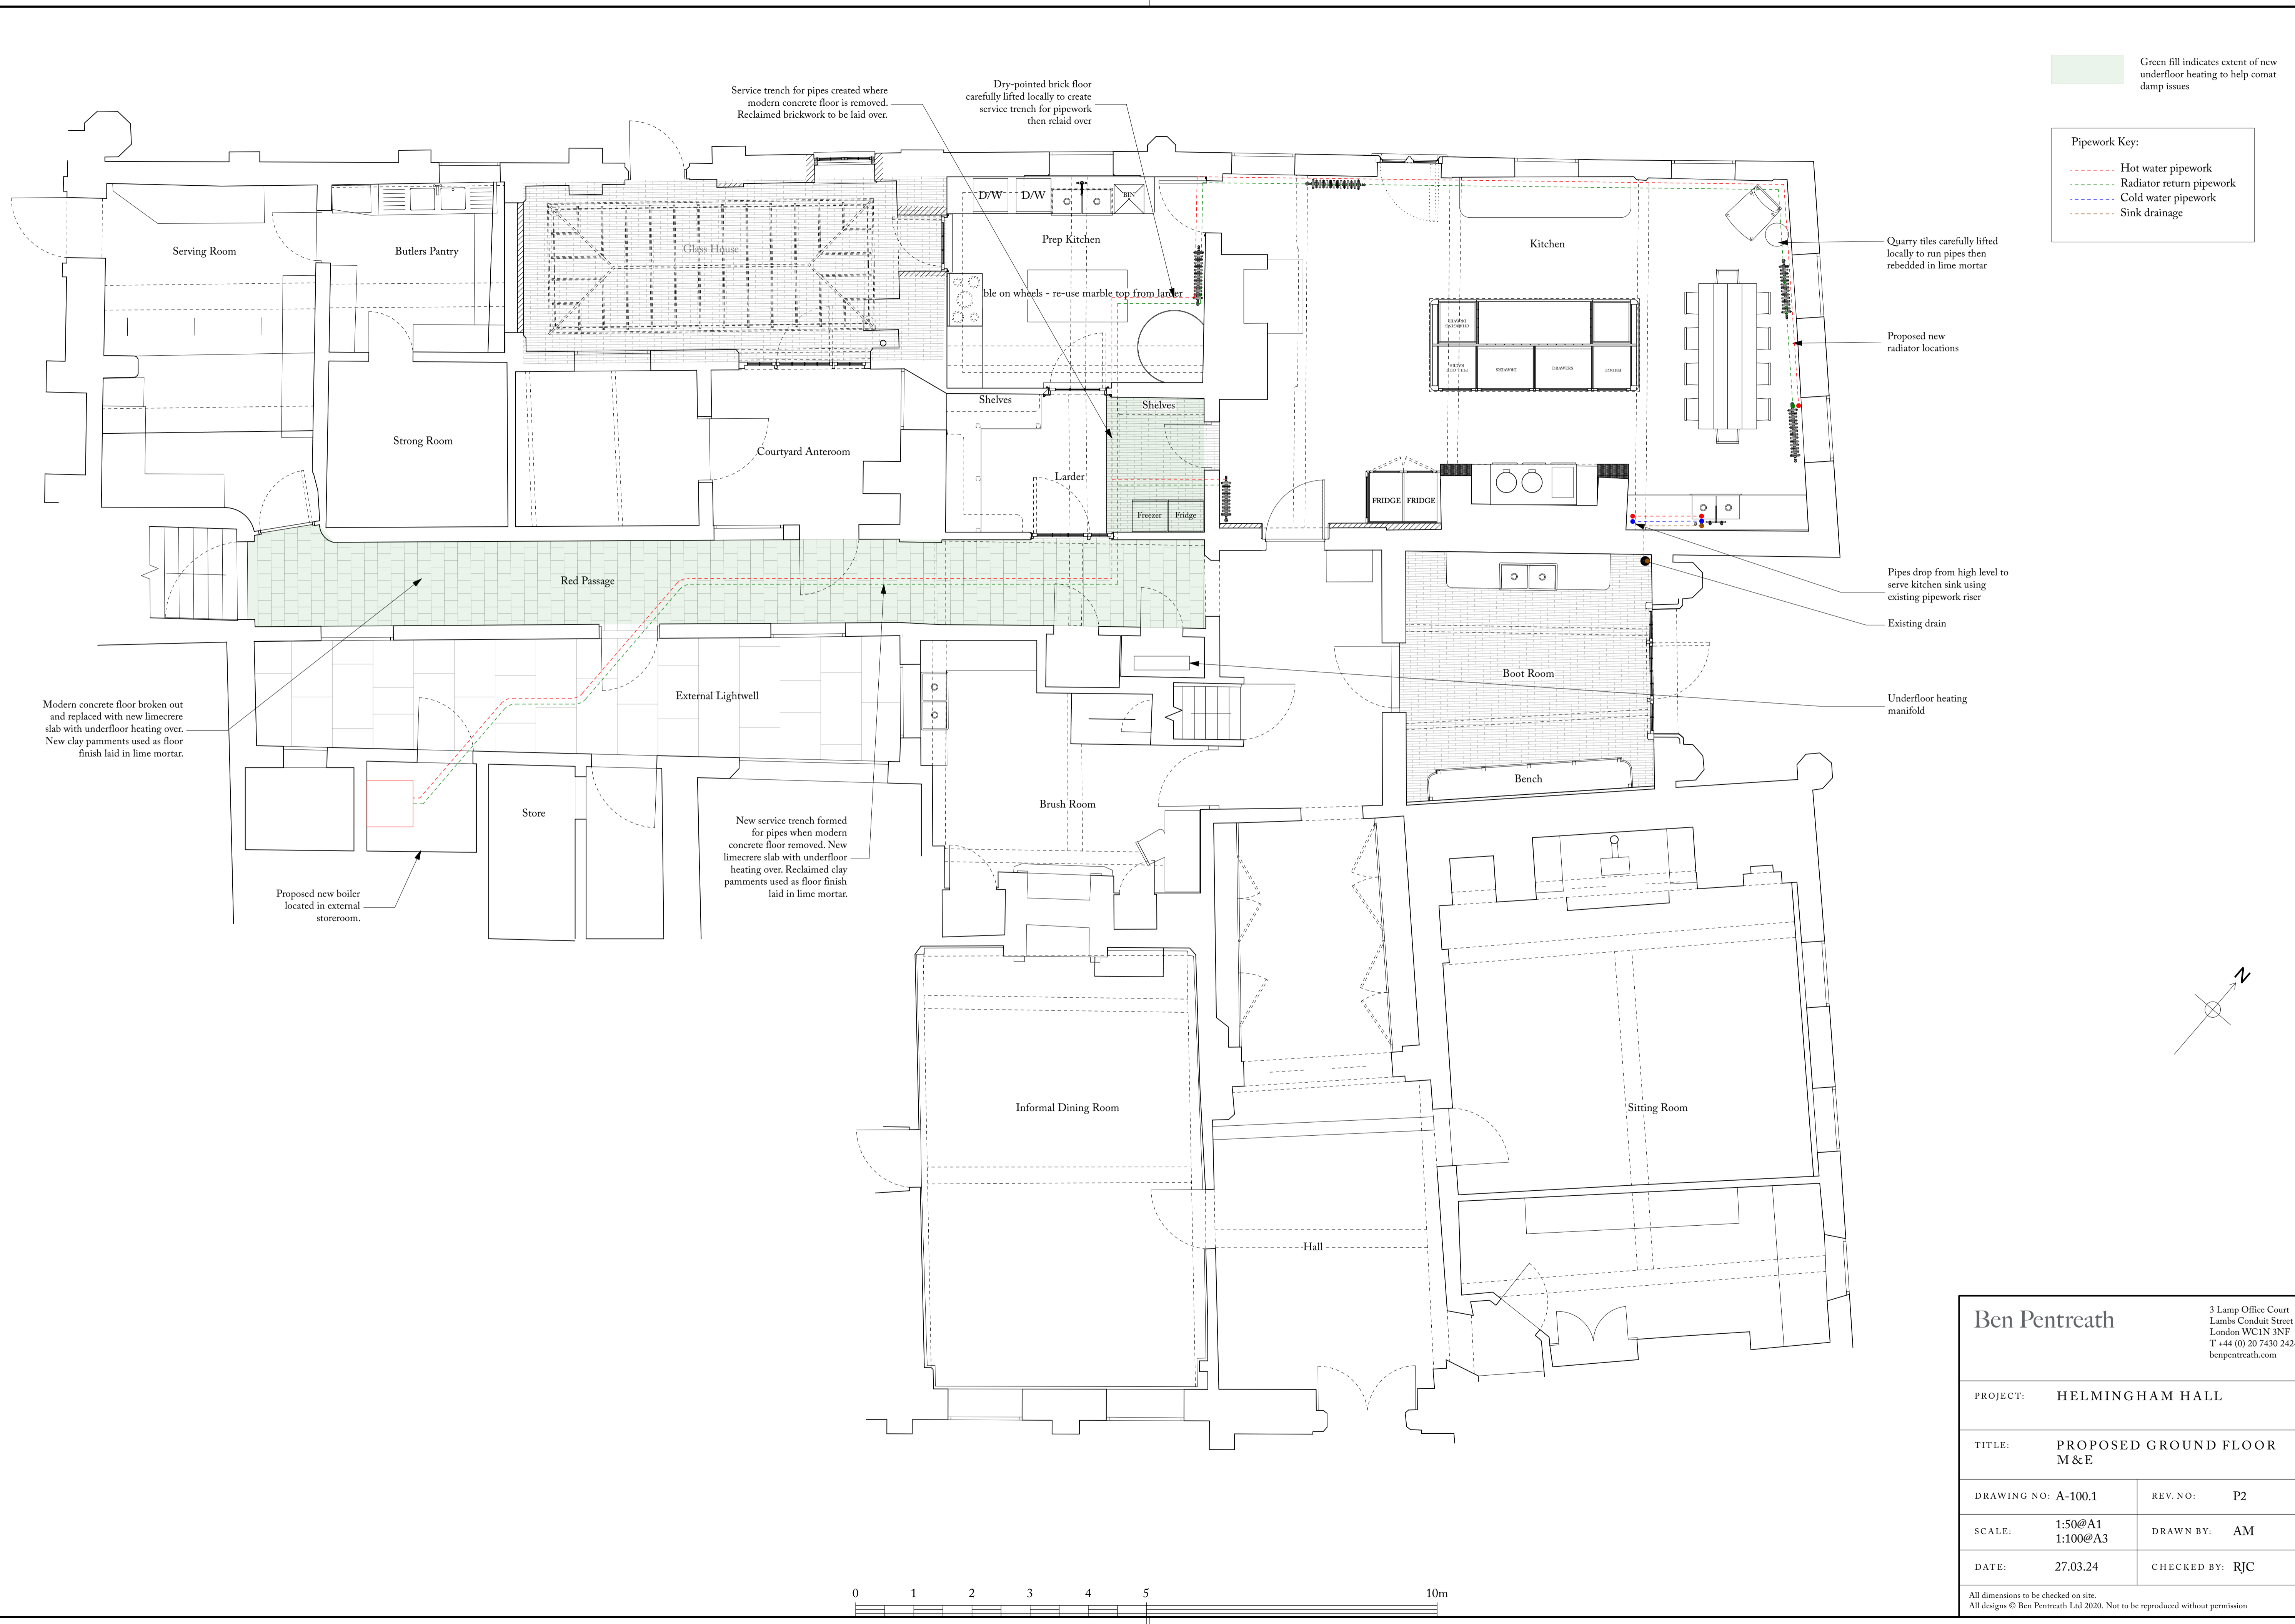 Green fill indicates extent of new
underfloor heating to help comat
damp issues
Pipework Key:
Hot water pipework
Radiator return pipework
Cold water pipework
Sink drainage
Service trench for pipes created where
modern concrete floor is removed.
Reclaimed brickwork to be laid over.
Dry-pointed brick floor
carefully lifted locally to create
service trench for pipework
then relaid over
Serving Room
Butlers Pantry
Glass House
D/W
D/W
BIN
Prep Kitchen
ble on wheels - re-use marble top from larder
Kitchen
DRAWERS
Quarry tiles carefully lifted
locally to run pipes then
rebedded in lime mortar
Proposed new
radiator locations
Strong Room
Courtyard Anteroom
Shelves
Shelves
Larder
Freezer
Fridge
FRIDGE
FRIDGE
Red Passage
External Lightwell
Boot Room
Bench
Pipes drop from high level to
serve kitchen sink using
existing pipework riser
Existing drain
Underfloor heating
manifold
Modern concrete floor broken out
and replaced with new limecrere
slab with underfloor heating over.
New clay pamments used as floor
finish laid in lime mortar.
Store
Brush Room
New service trench formed
for pipes when modern
concrete floor removed. New
limecrere slab with underfloor
heating over. Reclaimed clay
pamments used as floor finish
laid in lime mortar.
Proposed new boiler
located in external
storeroom.
Informal Dining Room
Sitting Room
Hall
N
Ben Pentreath
3 Lamp Office Court
Lambs Conduit Street
London WC1N 3NF
T +44 (0) 20 7430 242
benpentreath.com
PROJECT: HELMINGHAM HALL
TITLE: PROPOSED GROUND FLOOR
M&E
DRAWING NO: A-100.1 REV. NO: P2
SCALE: 1:50@A1
1:100@A3
DRAWN BY: AM
DATE: 27.03.24 CHECKED BY: RJC
All dimensions to be checked on site.
All designs © Ben Pentreath Ltd 2020. Not to be reproduced without permission
0 1 2 3 4 5 10m